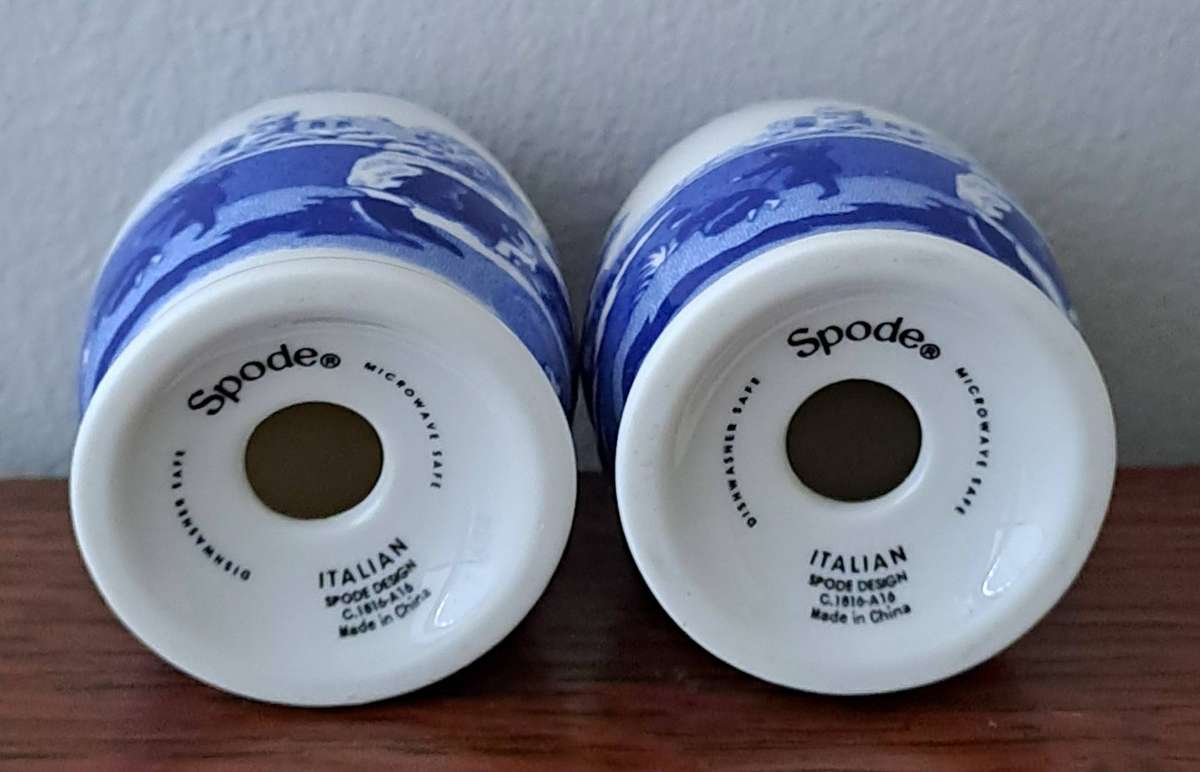 Spode®
MICROWAVE SAFE
DISHWASHER SAFE
ITALIAN
SPODE DESIGN
C.1816-A16
Made in China
Spode®
MICROWAVE SAFE
DISHWASHER SAFE
ITALIAN
SPODE DESIGN
C.1816-A16
Made in China